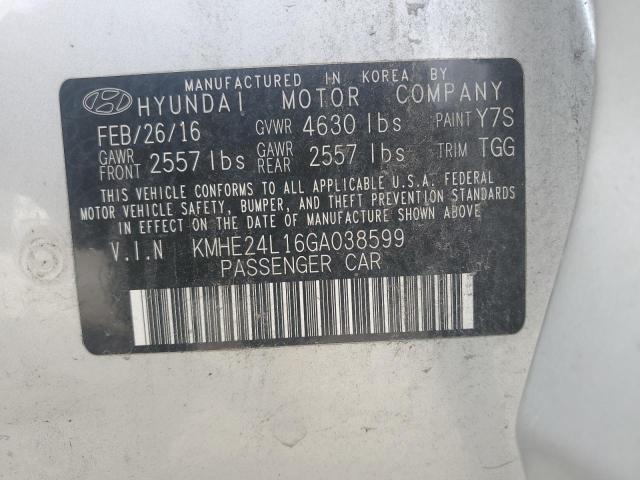 MANUFACTURED IN KOREA BY
HYUNDAI MOTOR COMPANY
FEB/26/16 GVWR 4630 lbs PAINT Y7S
GAWR FRONT 2557 lbs GAWR REAR 2557 lbs TRIM TGG
THIS VEHICLE CONFORMS TO ALL APPLICABLE U.S.A. FEDERAL
MOTOR VEHICLE SAFETY, BUMPER, AND THEFT PREVENTION STANDARDS
IN EFFECT ON THE DATE OF MANUFACTURE SHOWN ABOVE
V.I.N KMHE24L16GA038599
PASSENGER CAR